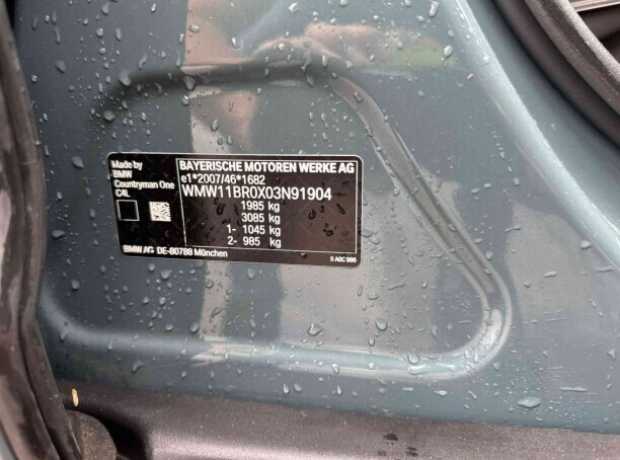 Made by
BMW
Countryman One
C4L
BAYERISCHE MOTOREN WERKE AG
e1*2007/46*1682
WMW11BR0X03N91904
1985 kg
3085 kg
1- 1045 kg
2- 985 kg
BMW AG DE-80788 München